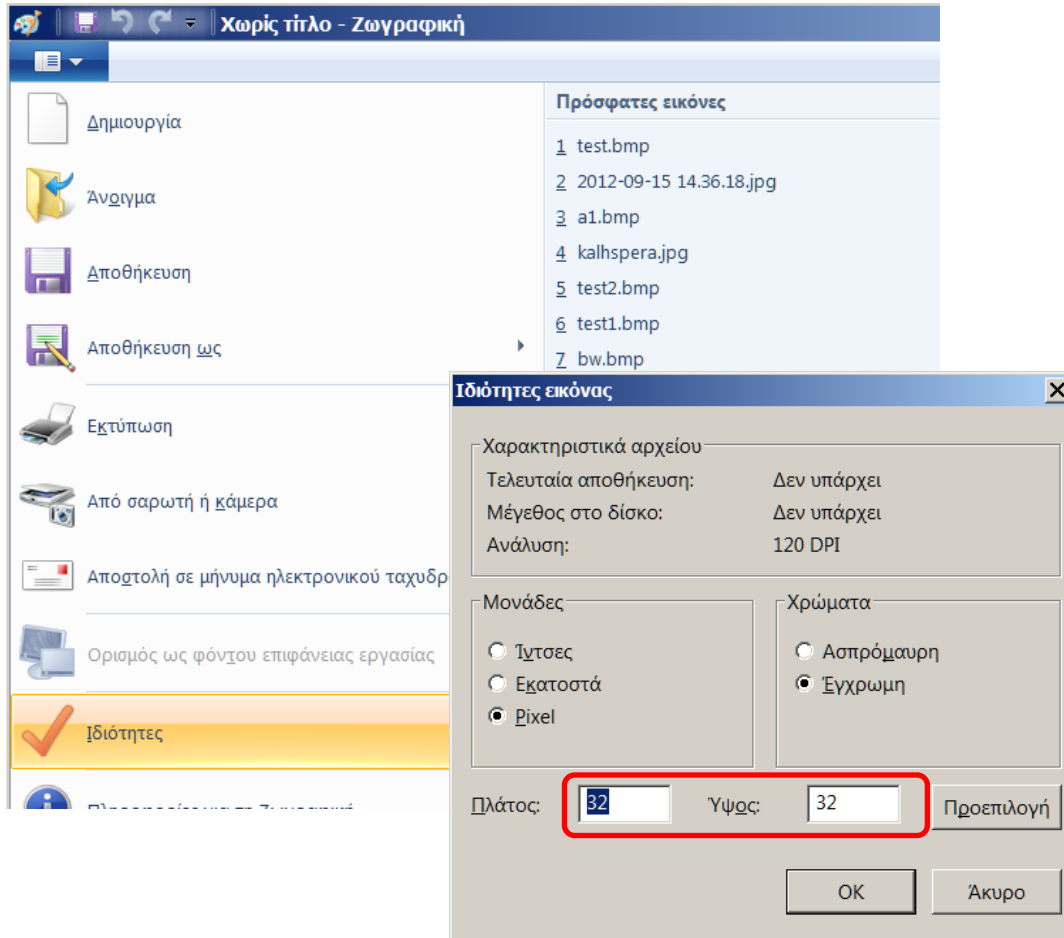 Χωρίς τίτλο - Ζωγραφική
Δημιουργία
Άνοιγμα
Αποθήκευση
Αποθήκευση ως
Εκτύπωση
Από σαρωτή ή κάμερα
Αποστολή σε μήνυμα ηλεκτρονικού ταχυδρ
Ορισμός ως φόντου επιφάνειας εργασίας
Ιδιότητες
Πρόσφατες εικόνες
1 test.bmp
2 2012-09-15 14.36.18.jpg
3 a1.bmp
4 kalhspera.jpg
5 test2.bmp
6 test1.bmp
7 bw.bmp
Ιδιότητες εικόνας
Χαρακτηριστικά αρχείου
Τελευταία αποθήκευση: Δεν υπάρχει
Μέγεθος στο δίσκο: Δεν υπάρχει
Ανάλυση: 120 DPI
Μονάδες
Ίντσες
Εκατοστά
Pixel
Χρώματα
Ασπρόμαυρη
Έγχρωμη
Πλάτος: 32 Ύψος: 32 Προεπιλογή
OK Άκυρο